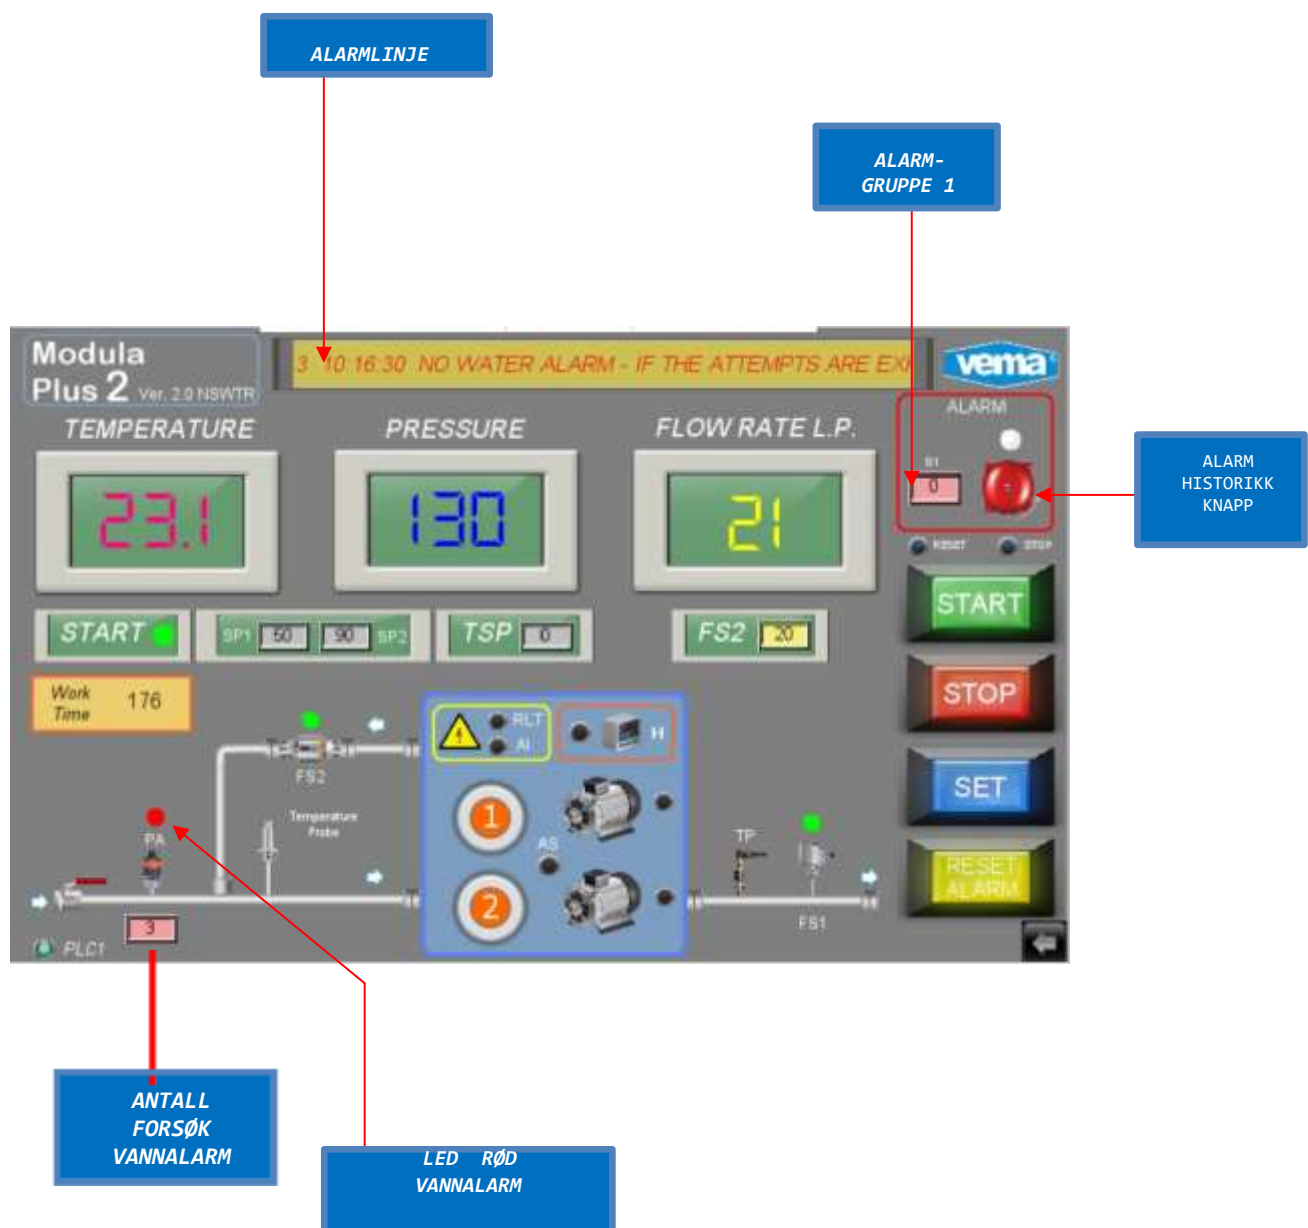 ALARMLINJE
ALARM-
GRUPPE 1
Modula
Plus 2 Ver. 2.0 NSWTR
3 10:16:30 NO WATER ALARM - IF THE ATTEMPTS ARE EX
vema
TEMPERATURE
PRESSURE
FLOW RATE L.P.
ALARM
23.1
130
21
0
ALARM
HISTORIKK
KNAPP
RESET
STOP
START
START
SP1 50 90 SP2
TSP 0
FS2 20
STOP
Work
Time
176
RLT
AI
H
FS2
SET
Temperature
Probe
1
PA
AS
TP
RESET
ALARM
2
3
FS1
PLC1
ANTALL
FORSØK
VANNALARM
LED RØD
VANNALARM